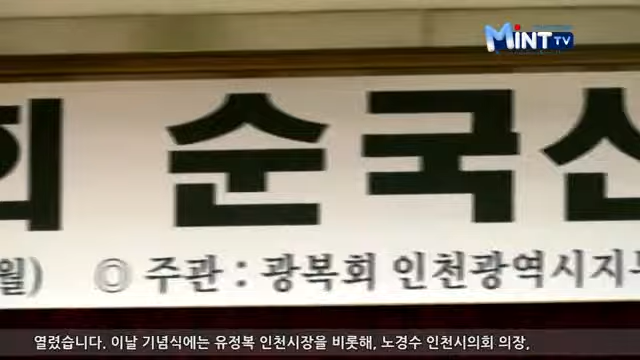 MiNT TV
회 순국선
월) ◎ 주관 : 광복회 인천광역시지부
열렸습니다. 이날 기념식에는 유정복 인천시장을 비롯해, 노경수 인천시의회 의장,